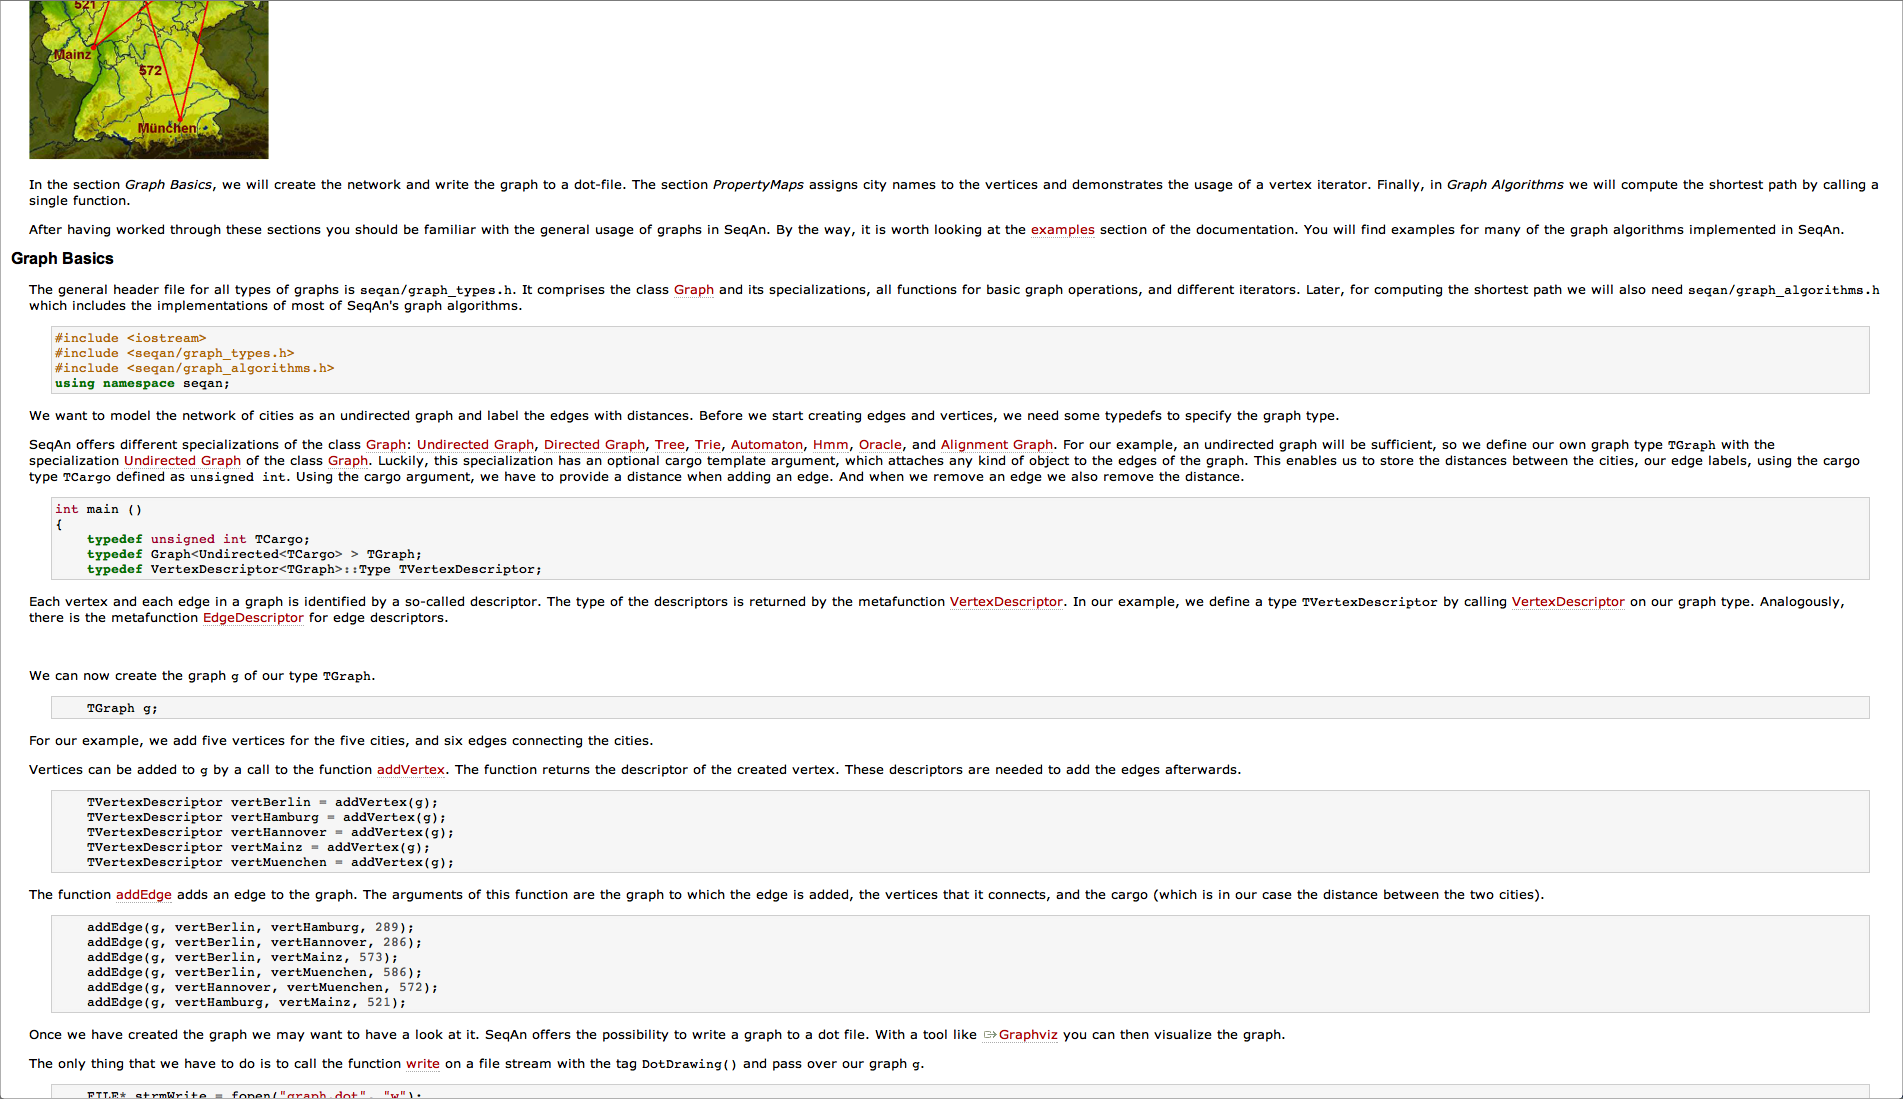 521
Mainz
572
München
In the section Graph Basics, we will create the network and write the graph to a dot-file. The section PropertyMaps assigns city names to the vertices and demonstrates the usage of a vertex iterator. Finally, in Graph Algorithms we will compute the shortest path by calling a
single function.
After having worked through these sections you should be familiar with the general usage of graphs in SeqAn. By the way, it is worth looking at the examples section of the documentation. You will find examples for many of the graph algorithms implemented in SeqAn.
Graph Basics
The general header file for all types of graphs is seqan/graph_types.h. It comprises the class Graph and its specializations, all functions for basic graph operations, and different iterators. Later, for computing the shortest path we will also need seqan/graph_algorithms.h
which includes the implementations of most of SeqAn's graph algorithms.
#include <iostream>
#include <seqan/graph_types.h>
#include <seqan/graph_algorithms.h>
using namespace seqan;
We want to model the network of cities as an undirected graph and label the edges with distances. Before we start creating edges and vertices, we need some typedefs to specify the graph type.
SeqAn offers different specializations of the class Graph: Undirected Graph, Directed Graph, Tree, Trie, Automaton, Hmm, Oracle, and Alignment Graph. For our example, an undirected graph will be sufficient, so we define our own graph type TGraph with the
specialization Undirected Graph of the class Graph. Luckily, this specialization has an optional cargo template argument, which attaches any kind of object to the edges of the graph. This enables us to store the distances between the cities, our edge labels, using the cargo
type TCargo defined as unsigned int. Using the cargo argument, we have to provide a distance when adding an edge. And when we remove an edge we also remove the distance.
int main ()
{
typedef unsigned int TCargo;
typedef Graph<Undirected<TCargo> > TGraph;
typedef VertexDescriptor<TGraph>::Type TVertexDescriptor;
Each vertex and each edge in a graph is identified by a so-called descriptor. The type of the descriptors is returned by the metafunction VertexDescriptor. In our example, we define a type TVertexDescriptor by calling VertexDescriptor on our graph type. Analogously,
there is the metafunction EdgeDescriptor for edge descriptors.
We can now create the graph g of our type TGraph.
TGraph g;
For our example, we add five vertices for the five cities, and six edges connecting the cities.
Vertices can be added to g by a call to the function addVertex. The function returns the descriptor of the created vertex. These descriptors are needed to add the edges afterwards.
TVertexDescriptor vertBerlin = addVertex(g);
TVertexDescriptor vertHamburg = addVertex(g);
TVertexDescriptor vertHannover = addVertex(g);
TVertexDescriptor vertMainz = addVertex(g);
TVertexDescriptor vertMuenchen = addVertex(g);
The function addEdge adds an edge to the graph. The arguments of this function are the graph to which the edge is added, the vertices that it connects, and the cargo (which is in our case the distance between the two cities).
addEdge(g, vertBerlin, vertHamburg, 289);
addEdge(g, vertBerlin, vertHannover, 286);
addEdge(g, vertBerlin, vertMainz, 573);
addEdge(g, vertBerlin, vertMuenchen, 586);
addEdge(g, vertHannover, vertMuenchen, 572);
addEdge(g, vertHamburg, vertMainz, 521);
Once we have created the graph we may want to have a look at it. SeqAn offers the possibility to write a graph to a dot file. With a tool like Graphviz you can then visualize the graph.
The only thing that we have to do is to call the function write on a file stream with the tag DotDrawing() and pass over our graph g.
FILE* strmWrite = fopen("graph.dot", "w");